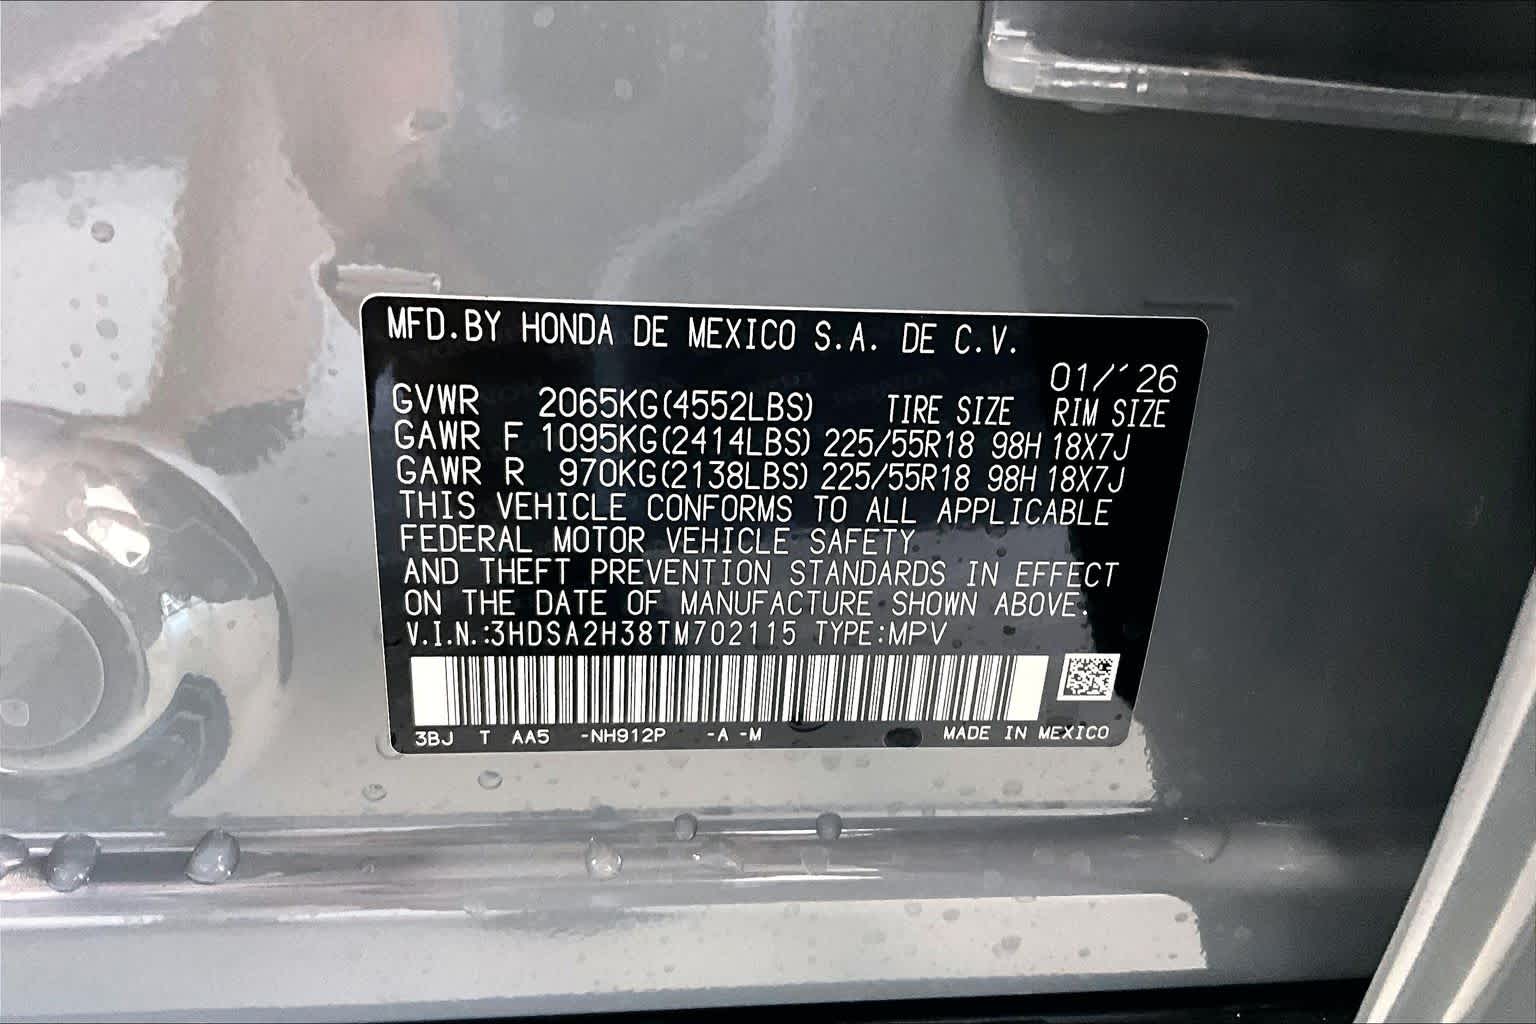 MFD.BY HONDA DE MEXICO S.A. DE C.V.
01/´26
GVWR 2065KG(4552LBS) TIRE SIZE RIM SIZE
GAWR F 1095KG(2414LBS) 225/55R18 98H 18X7J
GAWR R 970KG(2138LBS) 225/55R18 98H 18X7J
THIS VEHICLE CONFORMS TO ALL APPLICABLE
FEDERAL MOTOR VEHICLE SAFETY
AND THEFT PREVENTION STANDARDS IN EFFECT
ON THE DATE OF MANUFACTURE SHOWN ABOVE.
V.I.N.:3HDSA2H38TM702115 TYPE:MPV
3BJ T AA5 -NH912P -A -M MADE IN MEXICO